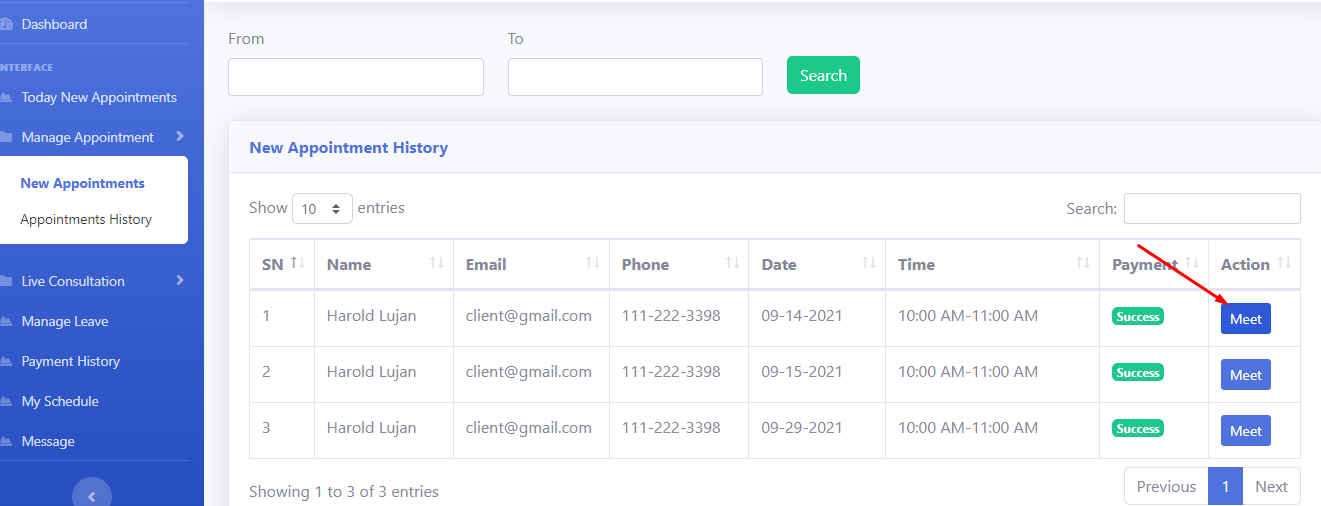 Dashboard
NTERFACE
Today New Appointments
Manage Appointment
New Appointments
Appointments History
Live Consultation
Manage Leave
Payment History
My Schedule
Message
From To
Search
New Appointment History
Show 10 entries Search:
SN Name Email Phone Date Time Payment Action
1 Harold Lujan client@gmail.com 111-222-3398 09-14-2021 10:00 AM-11:00 AM Success Meet
2 Harold Lujan client@gmail.com 111-222-3398 09-15-2021 10:00 AM-11:00 AM Success Meet
3 Harold Lujan client@gmail.com 111-222-3398 09-29-2021 10:00 AM-11:00 AM Success Meet
Showing 1 to 3 of 3 entries Previous 1 Next